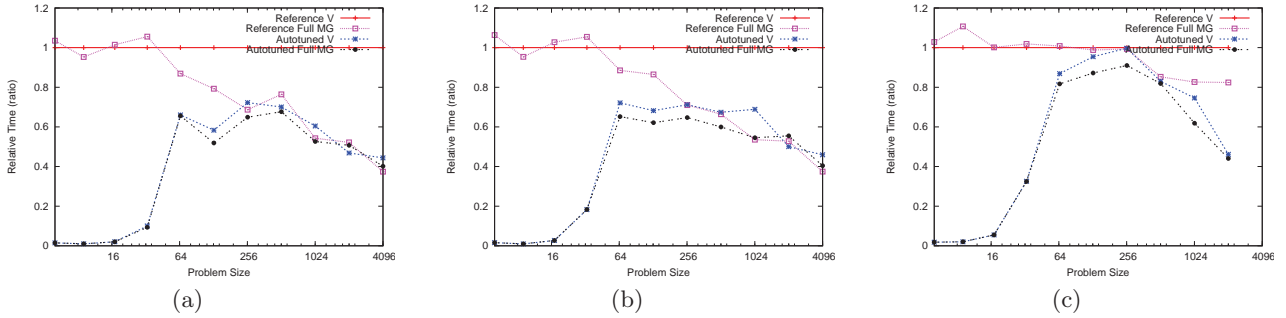 Relative Time (ratio)
1.2
1
0.8
0.6
0.4
0.2
0
16
64
256
1024
4096
Problem Size
Reference V
Reference Full MG
Autotuned V
Autotuned Full MG
(a)
Relative Time (ratio)
1.2
1
0.8
0.6
0.4
0.2
0
16
64
256
1024
4096
Problem Size
Reference V
Reference Full MG
Autotuned V
Autotuned Full MG
(b)
Relative Time (ratio)
1.2
1
0.8
0.6
0.4
0.2
0
16
64
256
1024
4096
Problem Size
Reference V
Reference Full MG
Autotuned V
Autotuned Full MG
(c)